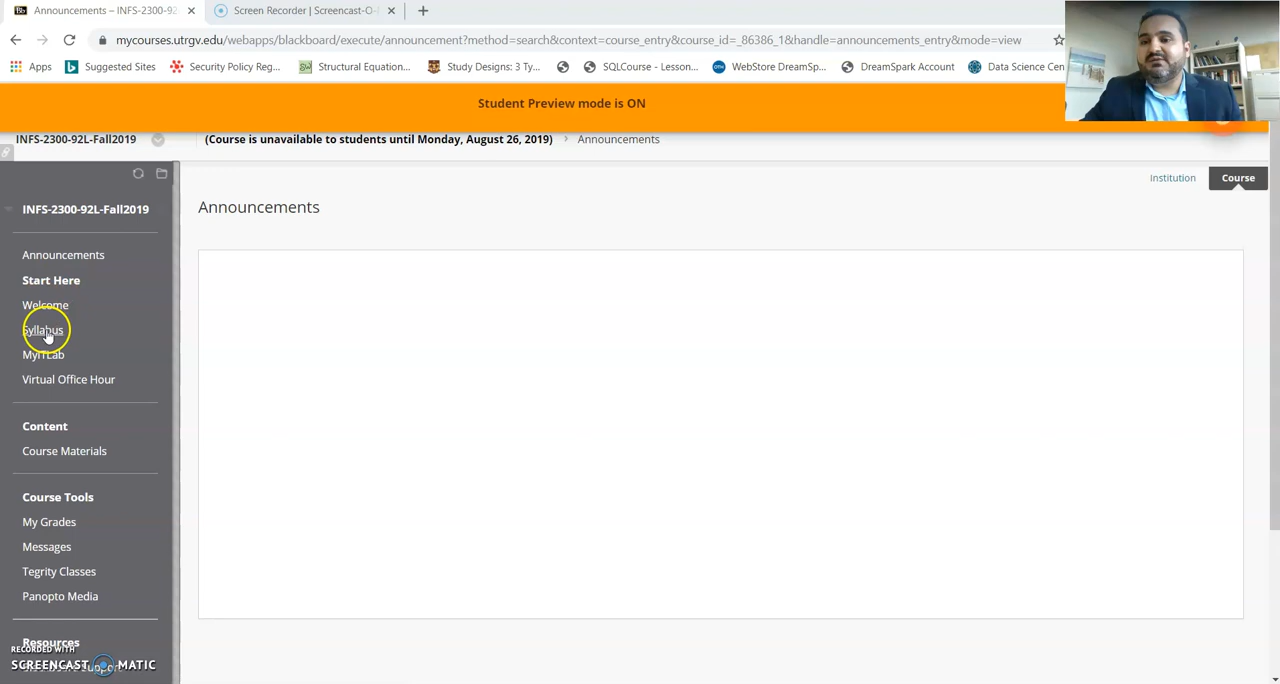 Bb Announcements – INFS-2300-92
Screen Recorder | Screencast-O-
mycourses.utrgv.edu/webapps/blackboard/execute/announcement?method=search&context=course_entry&course_id=_86386_1&handle=announcements_entry&mode=view
Apps Suggested Sites Security Policy Reg... Structural Equation... Study Designs: 3 Ty... SQLCourse - Lesson... WebStore DreamSp... DreamSpark Account Data Science Cen
Student Preview mode is ON
INFS-2300-92L-Fall2019 (Course is unavailable to students until Monday, August 26, 2019) Announcements
Institution Course
INFS-2300-92L-Fall2019
Announcements
Announcements
Start Here
Welcome
Syllabus
MyITLab
Virtual Office Hour
Content
Course Materials
Course Tools
My Grades
Messages
Tegrity Classes
Panopto Media
Resources
RECORDED WITH
SCREENCAST MATIC